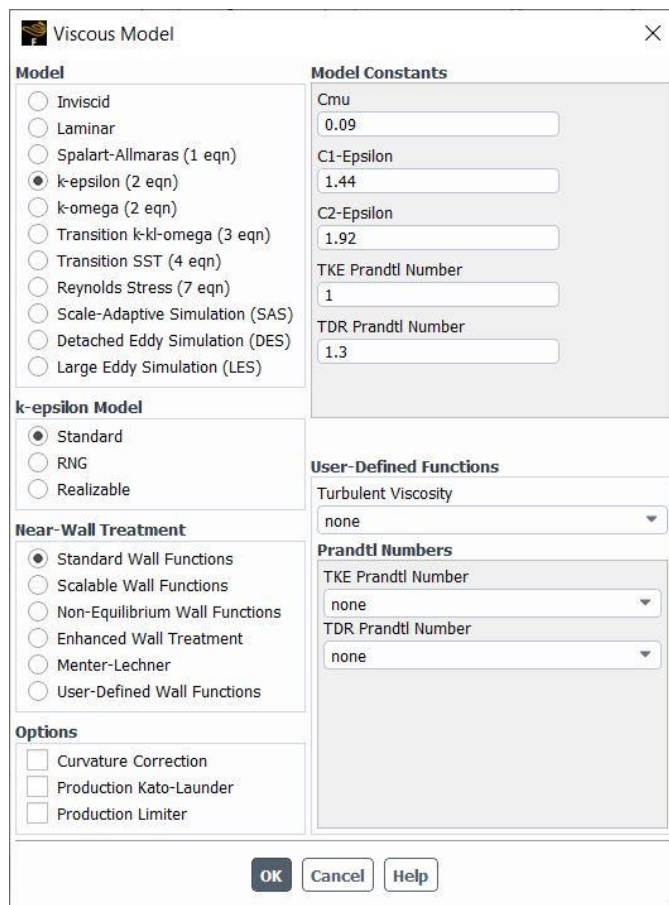 Viscous Model
Model
Inviscid
Laminar
Spalart-Allmaras (1 eqn)
k-epsilon (2 eqn)
k-omega (2 eqn)
Transition k-kl-omega (3 eqn)
Transition SST (4 eqn)
Reynolds Stress (7 eqn)
Scale-Adaptive Simulation (SAS)
Detached Eddy Simulation (DES)
Large Eddy Simulation (LES)
k-epsilon Model
Standard
RNG
Realizable
Near-Wall Treatment
Standard Wall Functions
Scalable Wall Functions
Non-Equilibrium Wall Functions
Enhanced Wall Treatment
Menter-Lechner
User-Defined Wall Functions
Options
Curvature Correction
Production Kato-Launder
Production Limiter
Model Constants
Cmu
0.09
C1-Epsilon
1.44
C2-Epsilon
1.92
TKE Prandtl Number
1
TDR Prandtl Number
1.3
User-Defined Functions
Turbulent Viscosity
none
Prandtl Numbers
TKE Prandtl Number
none
TDR Prandtl Number
none
OK
Cancel
Help